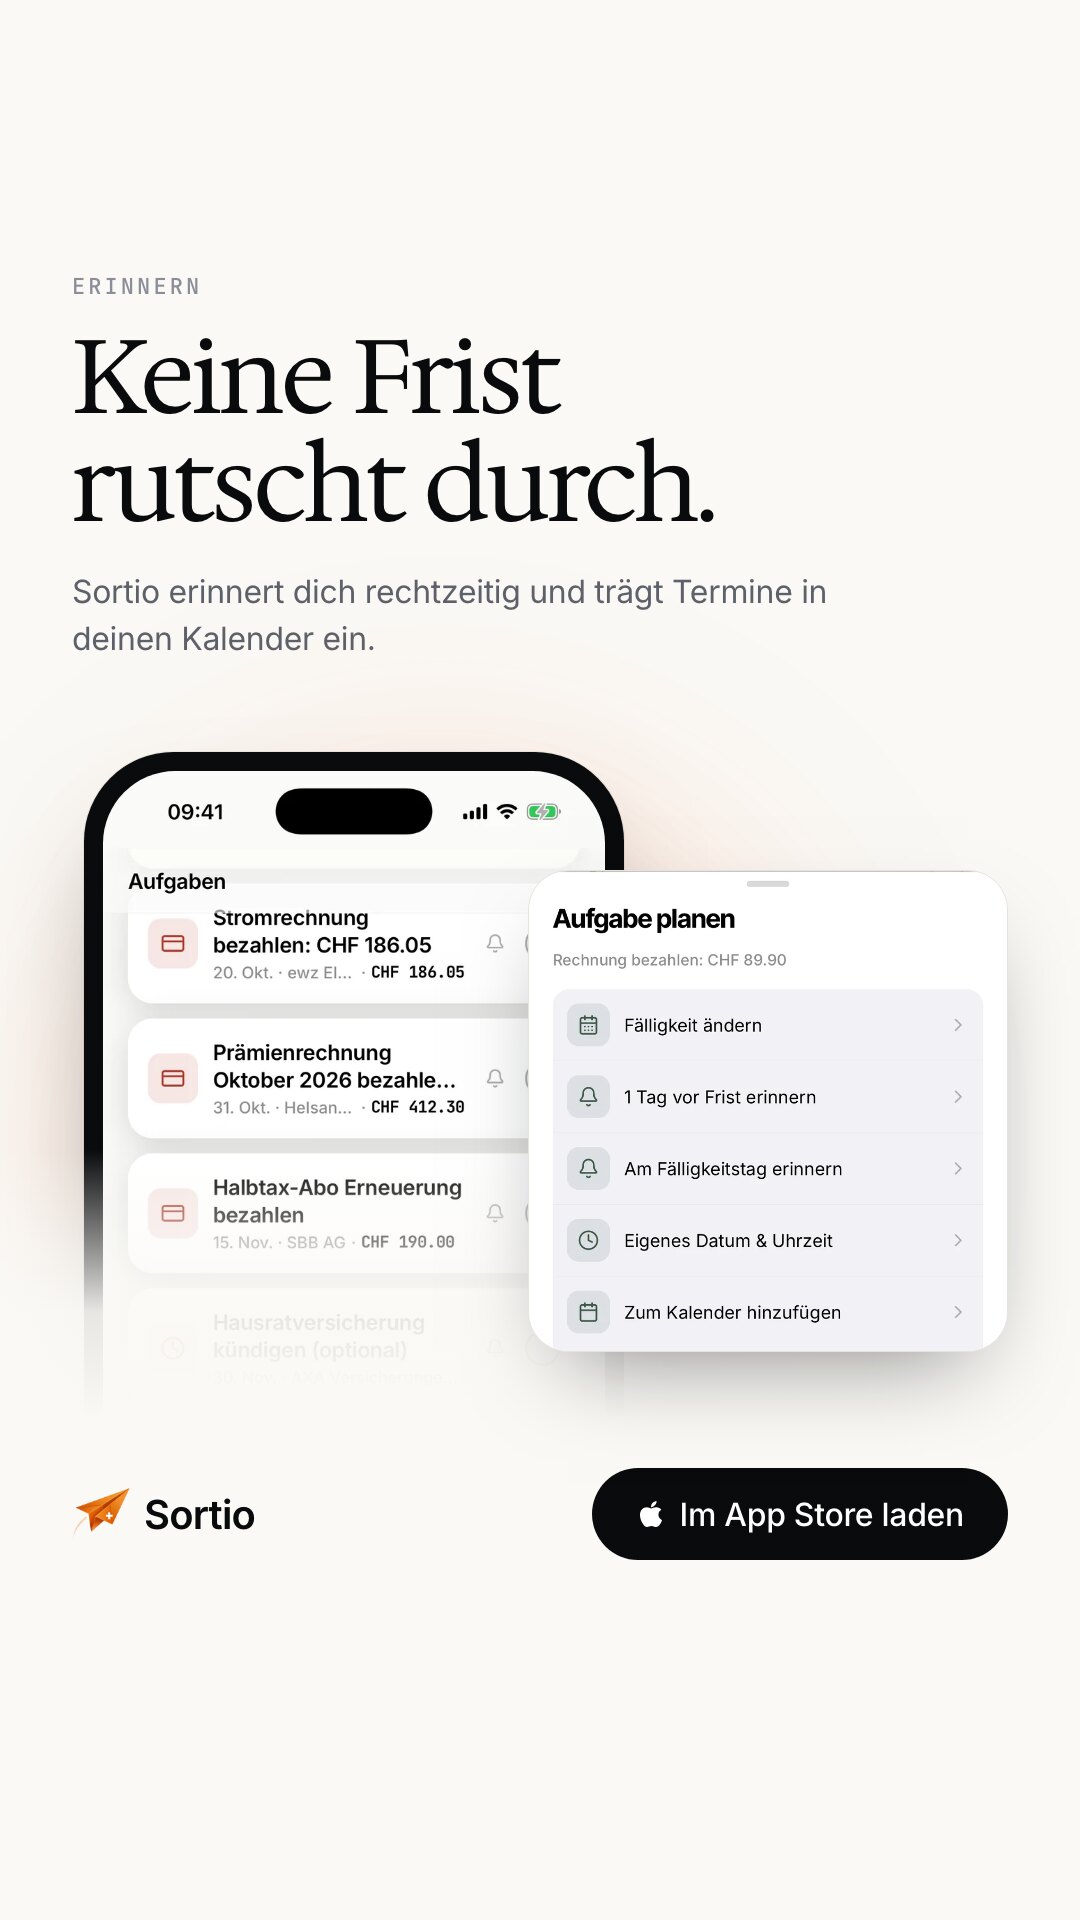 ERINNERN
Keine Frist
rutscht durch.
Sortio erinnert dich rechtzeitig und trägt Termine in
deinen Kalender ein.
09:41
Aufgaben
Stromrechnung
bezahlen: CHF 186.05
20. Okt. · ewz El... · CHF 186.05
Prämienrechnung
Oktober 2026 bezahle...
31. Okt. · Helsan... · CHF 412.30
Halbtax-Abo Erneuerung
bezahlen
15. Nov. · SBB AG · CHF 190.00
Hausratversicherung
kündigen (optional)
30. Nov. · AXA
Aufgabe planen
Rechnung bezahlen: CHF 89.90
Fälligkeit ändern
1 Tag vor Frist erinnern
Am Fälligkeitstag erinnern
Eigenes Datum & Uhrzeit
Zum Kalender hinzufügen
Sortio
Im App Store laden